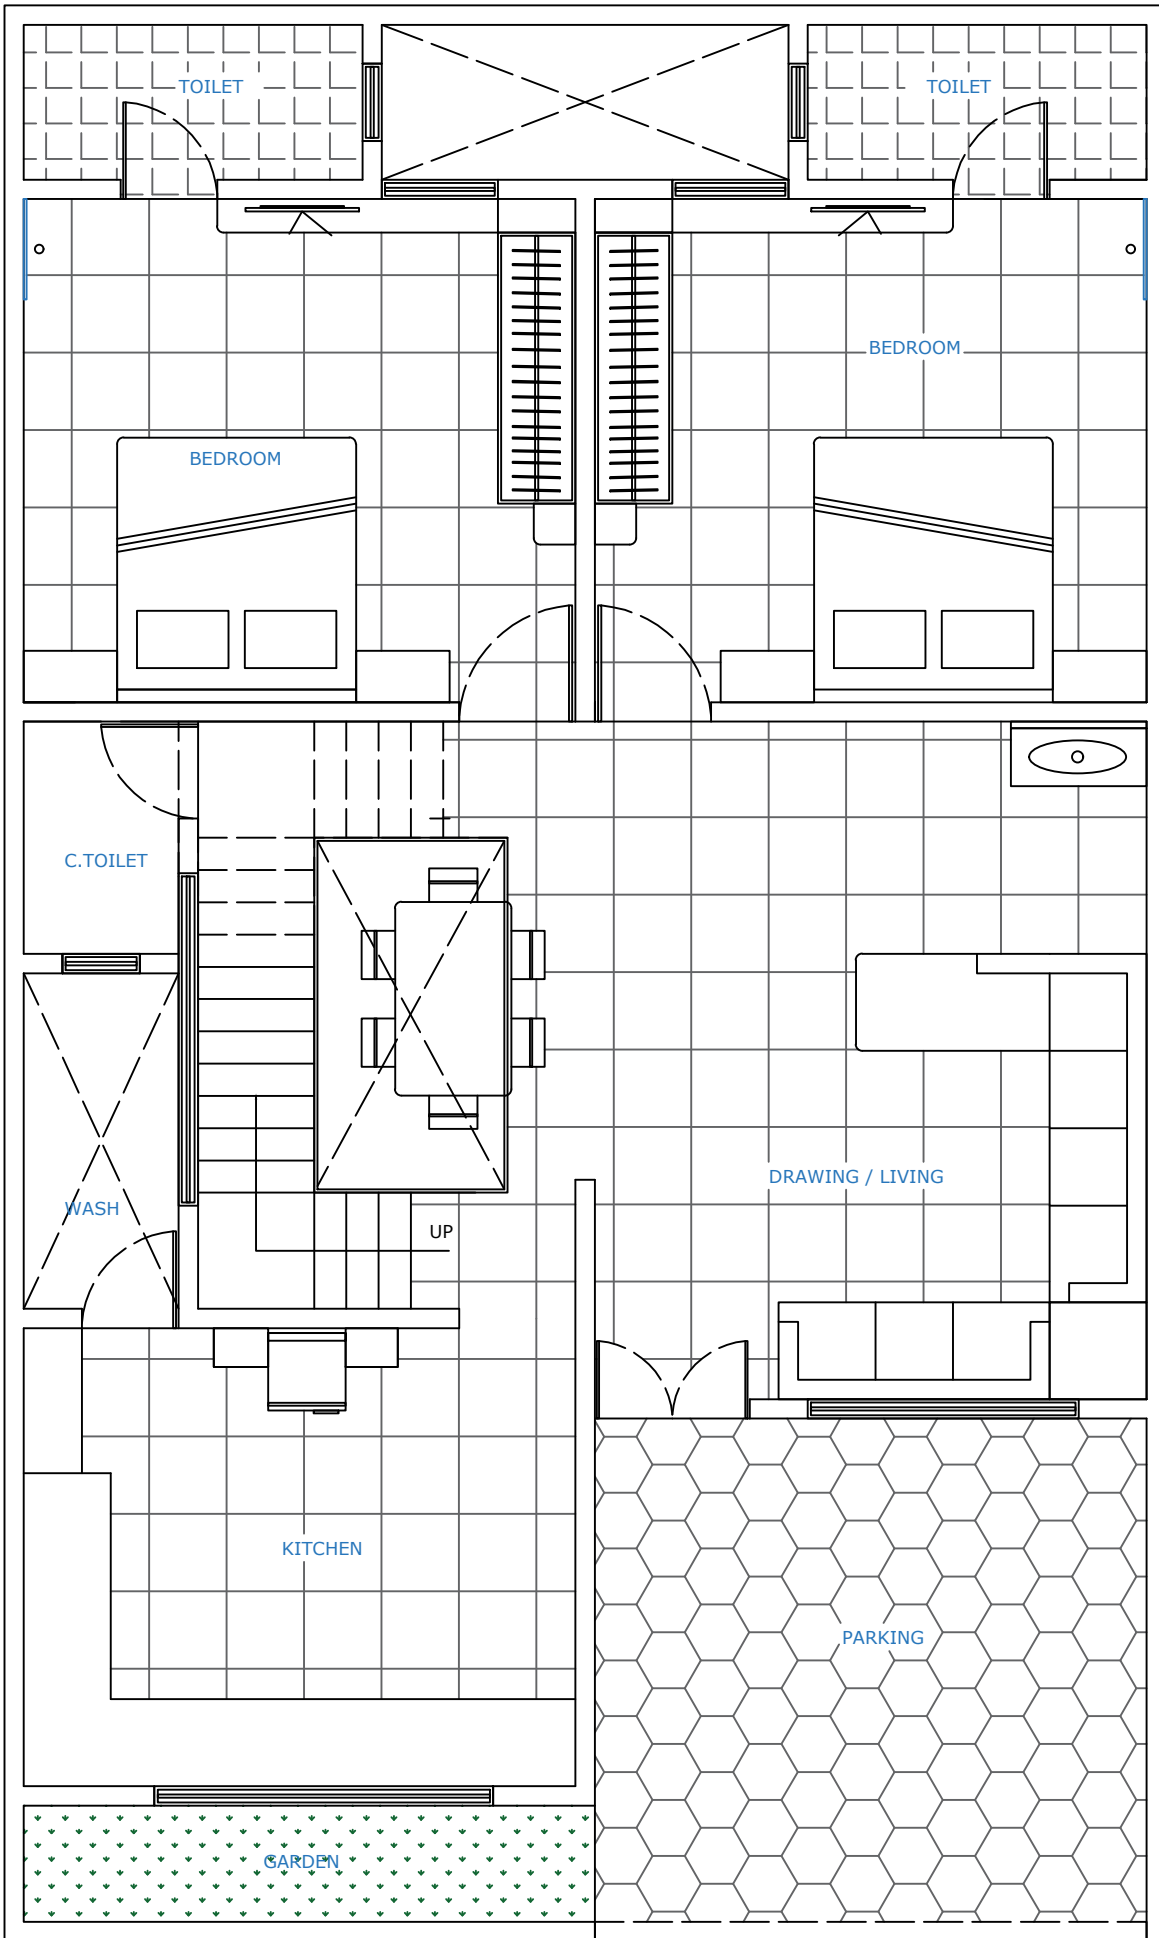 TOILET
TOILET
BEDROOM
BEDROOM
C.TOILET
DRAWING / LIVING
WASH
UP
KITCHEN
PARKING
GARDEN